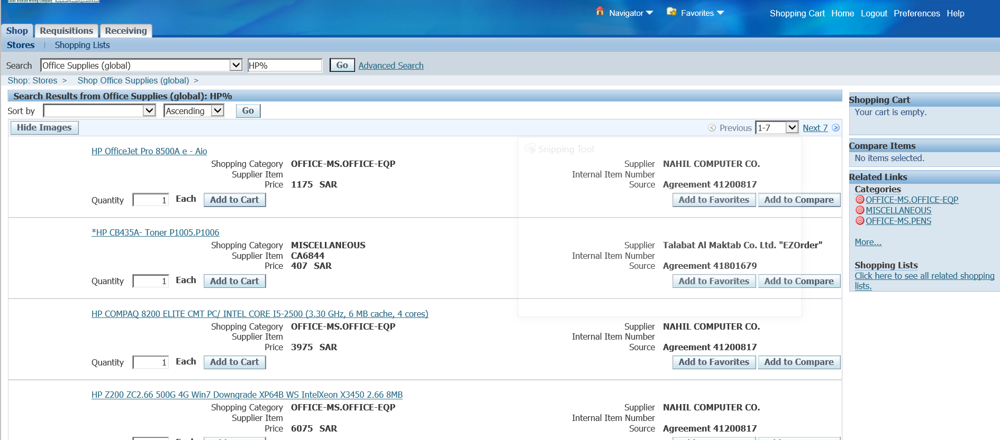 Navigator Favorites Shopping Cart Home Logout Preferences Help
Shop Requisitions Receiving
Stores | Shopping Lists
Search Office Supplies (global) HP% Go Advanced Search
Shop: Stores > Shop Office Supplies (global) >
Search Results from Office Supplies (global): HP%
Sort by Ascending Go
Hide Images Previous 1-7 Next 7
Snipping Tool
HP OfficeJet Pro 8500A e - Aio
Shopping Category OFFICE-MS.OFFICE-EQP Supplier NAHIL COMPUTER CO.
Supplier Item Internal Item Number
Price 1175 SAR Source Agreement 41200817
Quantity 1 Each Add to Cart Add to Favorites Add to Compare
*HP CB435A- Toner P1005.P1006
Shopping Category MISCELLANEOUS Supplier Talabat Al Maktab Co. Ltd. "EZOrder"
Supplier Item CA6844 Internal Item Number
Price 407 SAR Source Agreement 41801679
Quantity 1 Each Add to Cart Add to Favorites Add to Compare
HP COMPAQ 8200 ELITE CMT PC/ INTEL CORE I5-2500 (3.30 GHz, 6 MB cache, 4 cores)
Shopping Category OFFICE-MS.OFFICE-EQP Supplier NAHIL COMPUTER CO.
Supplier Item Internal Item Number
Price 3975 SAR Source Agreement 41200817
Quantity 1 Each Add to Cart Add to Favorites Add to Compare
HP Z200 ZC2.66 500G 4G Win7 Downgrade XP64B WS IntelXeon X3450 2.66 8MB
Shopping Category OFFICE-MS.OFFICE-EQP Supplier NAHIL COMPUTER CO.
Supplier Item Internal Item Number
Price 6075 SAR Source Agreement 41200817
Shopping Cart
Your cart is empty.
Compare Items
No items selected.
Related Links
Categories
OFFICE-MS.OFFICE-EQP
MISCELLANEOUS
OFFICE-MS.PENS
More...
Shopping Lists
Click here to see all related shopping
lists.